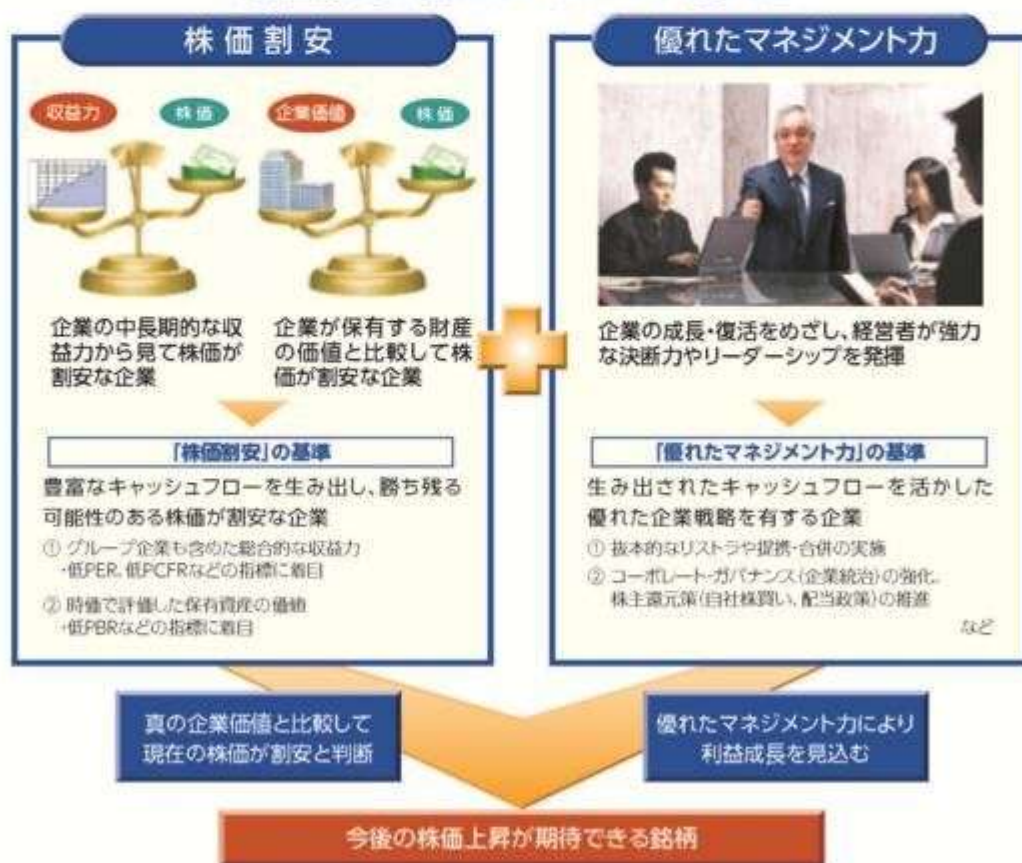 株価割安
収益力
株価
企業価値
株価
企業の中長期的な収
益力から見て株価が
割安な企業
企業が保有する財産
の価値と比較して株
価が割安な企業
「株価割安」の基準
豊富なキャッシュフローを生み出し、勝ち残る
可能性のある株価が割安な企業
① グループ企業も含めた総合的な収益力
・低PER、低PCFRなどの指標に着目
② 時価で評価した保有資産の価値
・低PBRなどの指標に着目
優れたマネジメント力
企業の成長・復活をめざし、経営者が強力
な決断力やリーダーシップを発揮
「優れたマネジメント力」の基準
生み出されたキャッシュフローを活かした
優れた企業戦略を有する企業
① 抜本的なリストラや提携・合併の実施
② コーポレート・ガバナンス(企業統治)の強化、
株主還元策(自社株買い、配当政策)の推進
など
真の企業価値と比較して
現在の株価が割安と判断
優れたマネジメント力により
利益成長を見込む
今後の株価上昇が期待できる銘柄